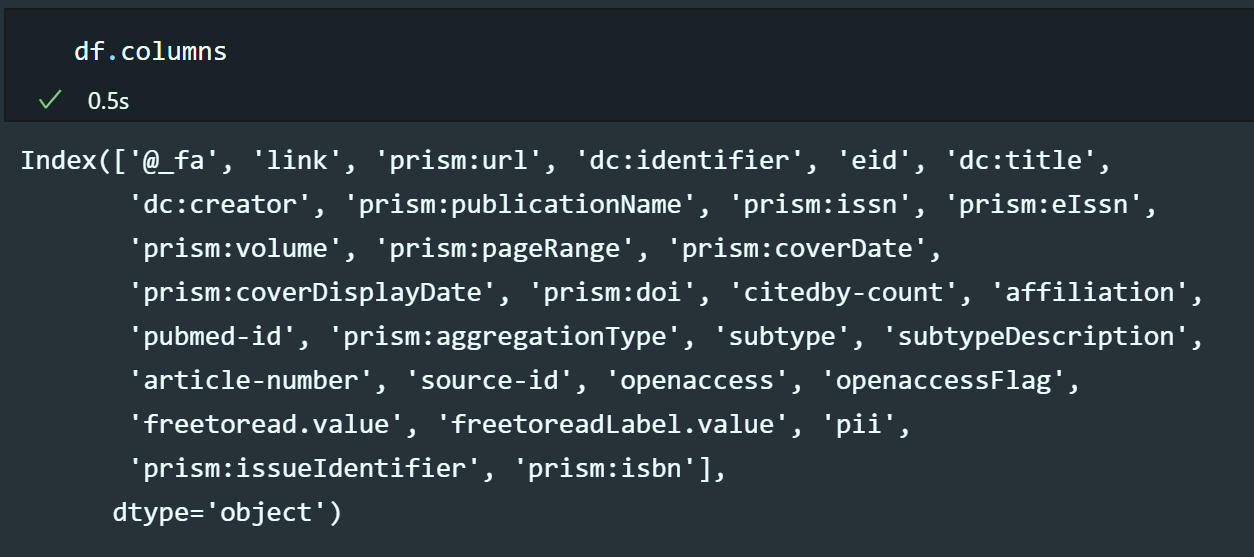 df.columns
0.5s
Index(['@_fa', 'link', 'prism:url', 'dc:identifier', 'eid', 'dc:title',
'dc:creator', 'prism:publicationName', 'prism:issn', 'prism:eIssn',
'prism:volume', 'prism:pageRange', 'prism:coverDate',
'prism:coverDisplayDate', 'prism:doi', 'citedby-count', 'affiliation',
'pubmed-id', 'prism:aggregationType', 'subtype', 'subtypeDescription',
'article-number', 'source-id', 'openaccess', 'openaccessFlag',
'freetoread.value', 'freetoreadLabel.value', 'pii',
'prism:issueIdentifier', 'prism:isbn'],
dtype='object')